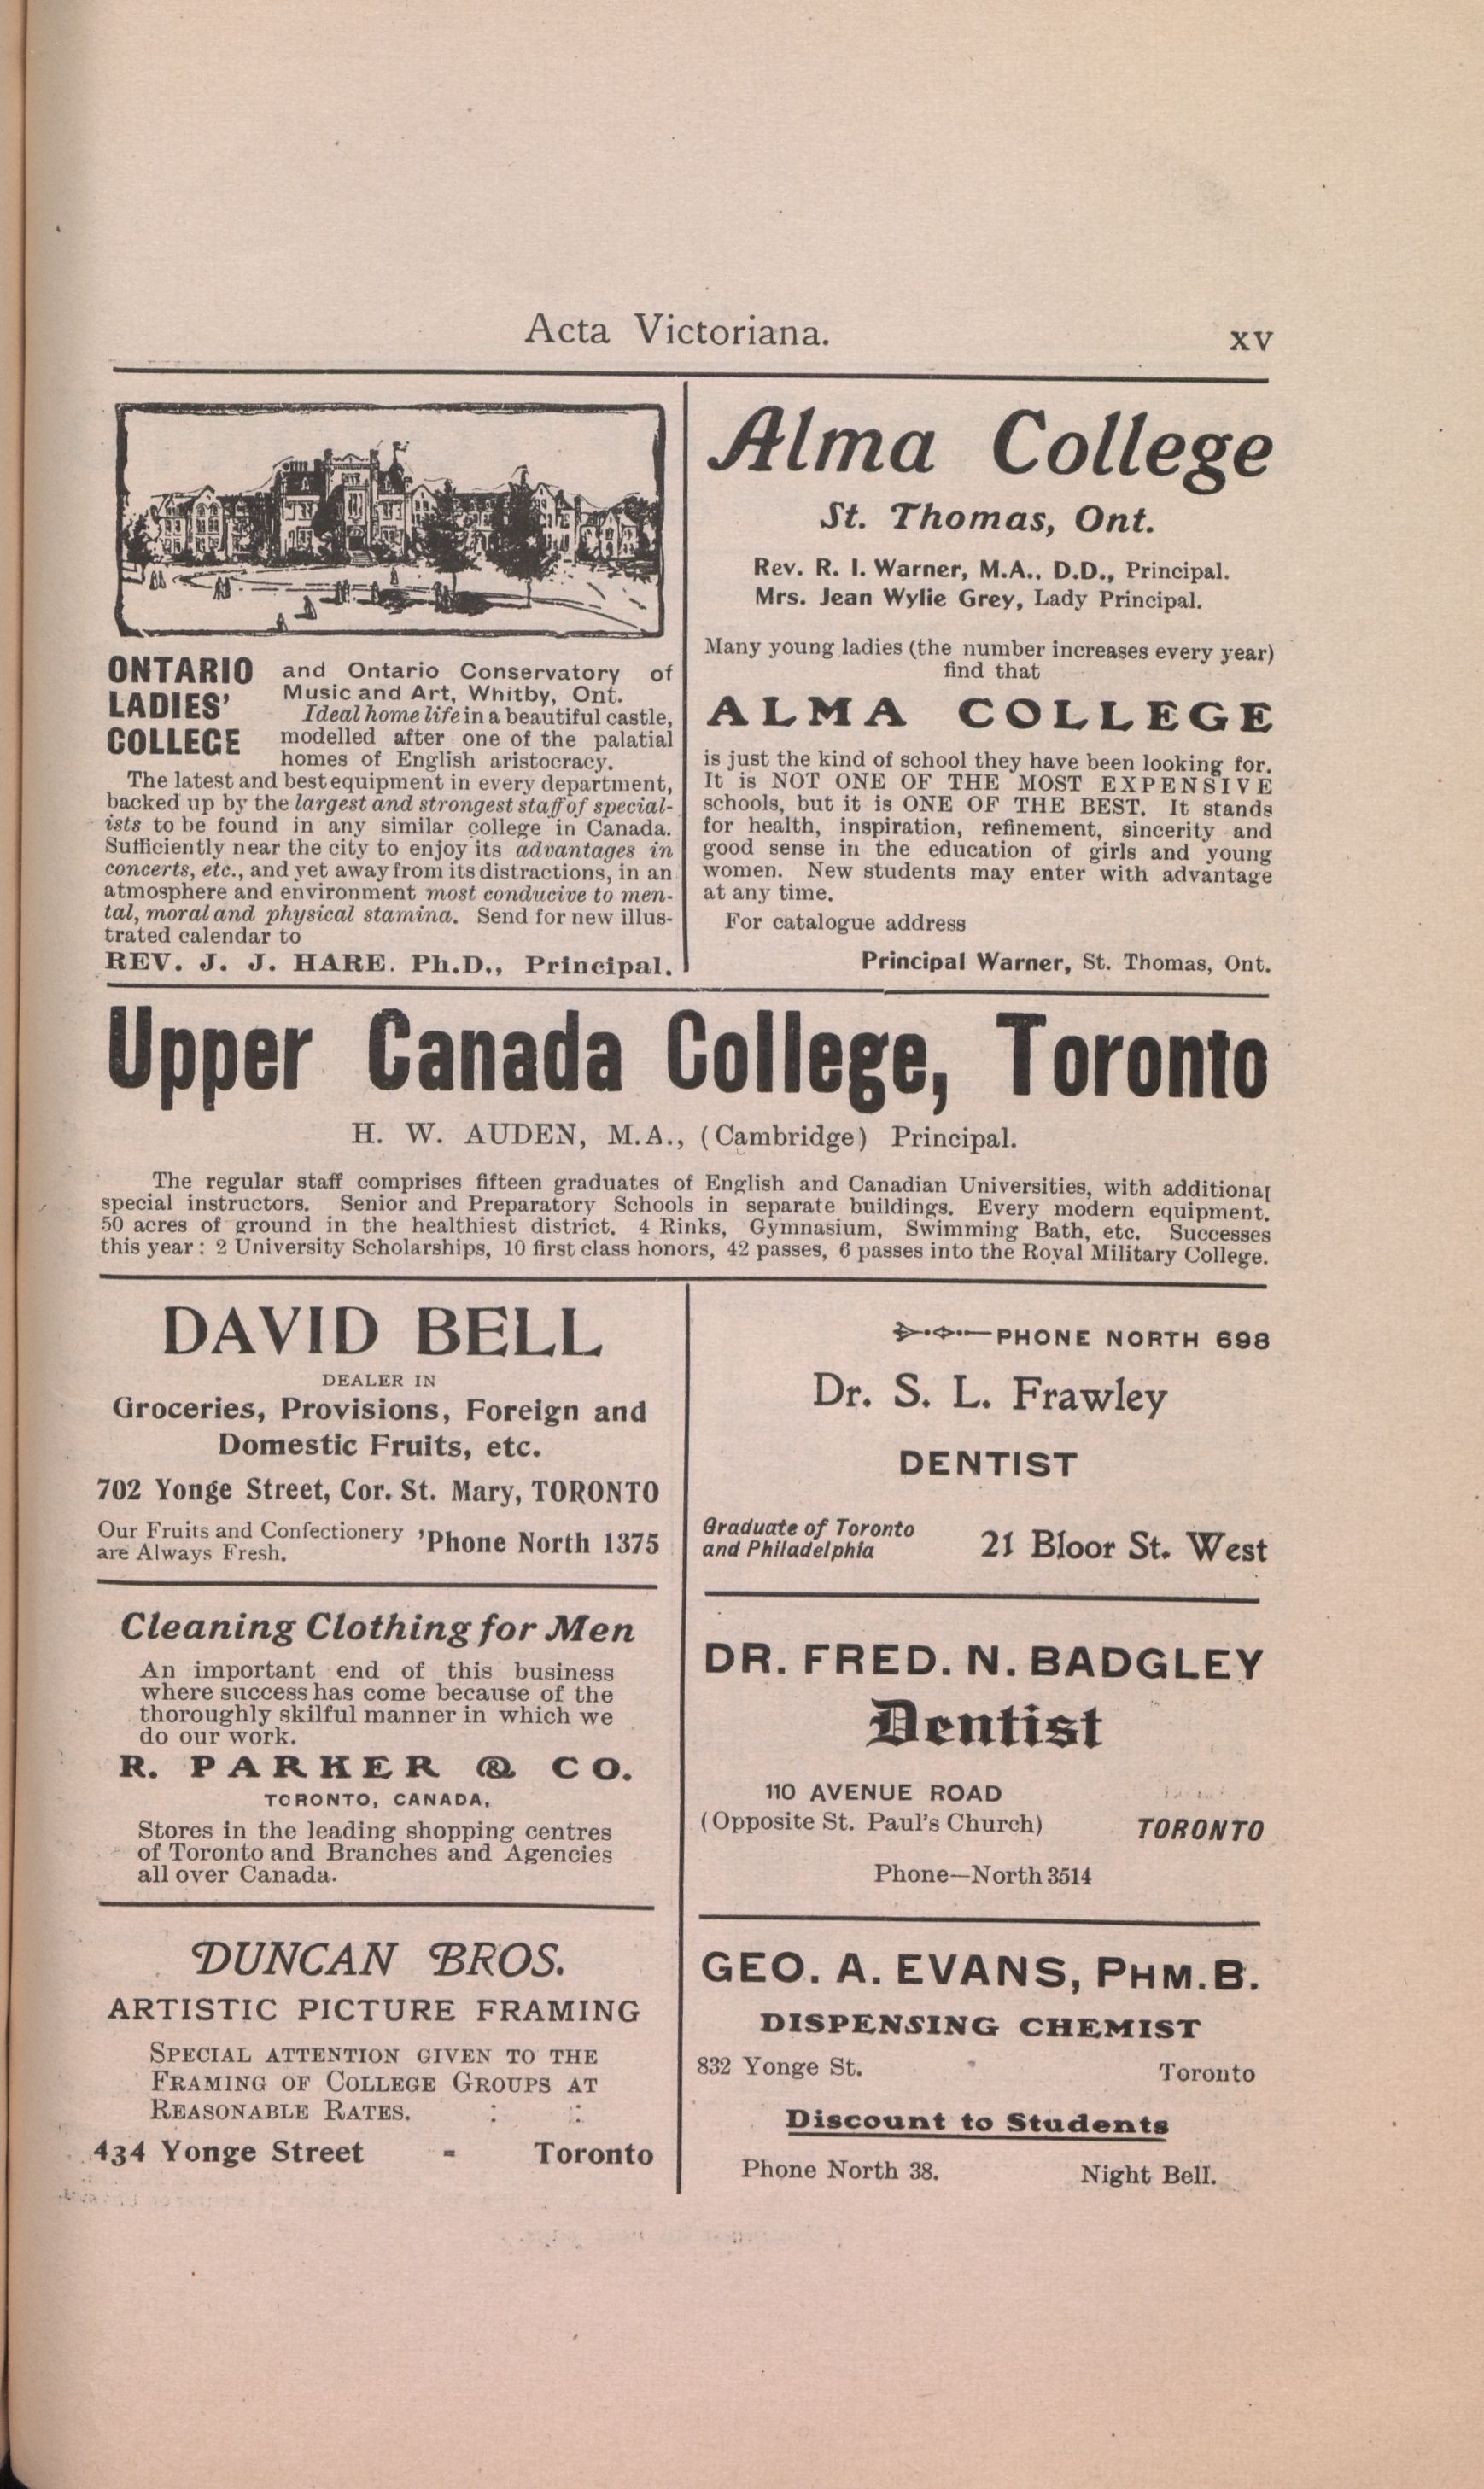 Acta Victoriana. xv
ONTARIO
LADIES'
COLLEGE
and Ontario Conservatory of
Music and Art, Whitby, Ont.
Ideal home life in a beautiful castle,
modelled after one of the palatial
homes of English aristocracy.
The latest and best equipment in every department,
backed up by the largest and strongest staff of special-
ists to be found in any similar college in Canada.
Sufficiently near the city to enjoy its advantages in
concerts, etc., and yet away from its distractions, in an
atmosphere and environment most conducive to men-
tal, moral and physical stamina. Send for new illus-
trated calendar to
REV. J. J. HARE. Ph.D., Principal.
Alma College
St. Thomas, Ont.
Rev. R. I. Warner, M.A., D.D., Principal.
Mrs. Jean Wylie Grey, Lady Principal.
Many young ladies (the number increases every year)
find that
ALMA COLLEGE
is just the kind of school they have been looking for.
It is NOT ONE OF THE MOST EXPENSIVE
schools, but it is ONE OF THE BEST. It stands
for health, inspiration, refinement, sincerity and
good sense in the education of girls and young
women. New students may enter with advantage
at any time.
For catalogue address
Principal Warner, St. Thomas, Ont.
Upper Canada College, Toronto
H. W. AUDEN, M.A., (Cambridge) Principal.
The regular staff comprises fifteen graduates of English and Canadian Universities, with additional
special instructors. Senior and Preparatory Schools in separate buildings. Every modern equipment.
50 acres of ground in the healthiest district. 4 Rinks, Gymnasium, Swimming Bath, etc. Successes
this year: 2 University Scholarships, 10 first class honors, 42 passes, 6 passes into the Royal Military College.
DAVID BELL
DEALER IN
Groceries, Provisions, Foreign and
Domestic Fruits, etc.
702 Yonge Street, Cor. St. Mary, TORONTO
Our Fruits and Confectionery
are Always Fresh.
'Phone North 1375
Cleaning Clothing for Men
An important end of this business
where success has come because of the
thoroughly skilful manner in which we
do our work.
R. PARKER & CO.
TORONTO, CANADA,
Stores in the leading shopping centres
of Toronto and Branches and Agencies
all over Canada.
DUNCAN BROS.
ARTISTIC PICTURE FRAMING
SPECIAL ATTENTION GIVEN TO THE
FRAMING OF COLLEGE GROUPS AT
REASONABLE RATES. : :
434 Yonge Street - Toronto
PHONE NORTH 698
Dr. S. L. Frawley
DENTIST
Graduate of Toronto
and Philadelphia
21 Bloor St. West
DR. FRED. N. BADGLEY
Dentist
110 AVENUE ROAD
(Opposite St. Paul's Church)
TORONTO
Phone—North 3514
GEO. A. EVANS, PHM.B.
DISPENSING CHEMIST
832 Yonge St. Toronto
Discount to Students
Phone North 38. Night Bell.